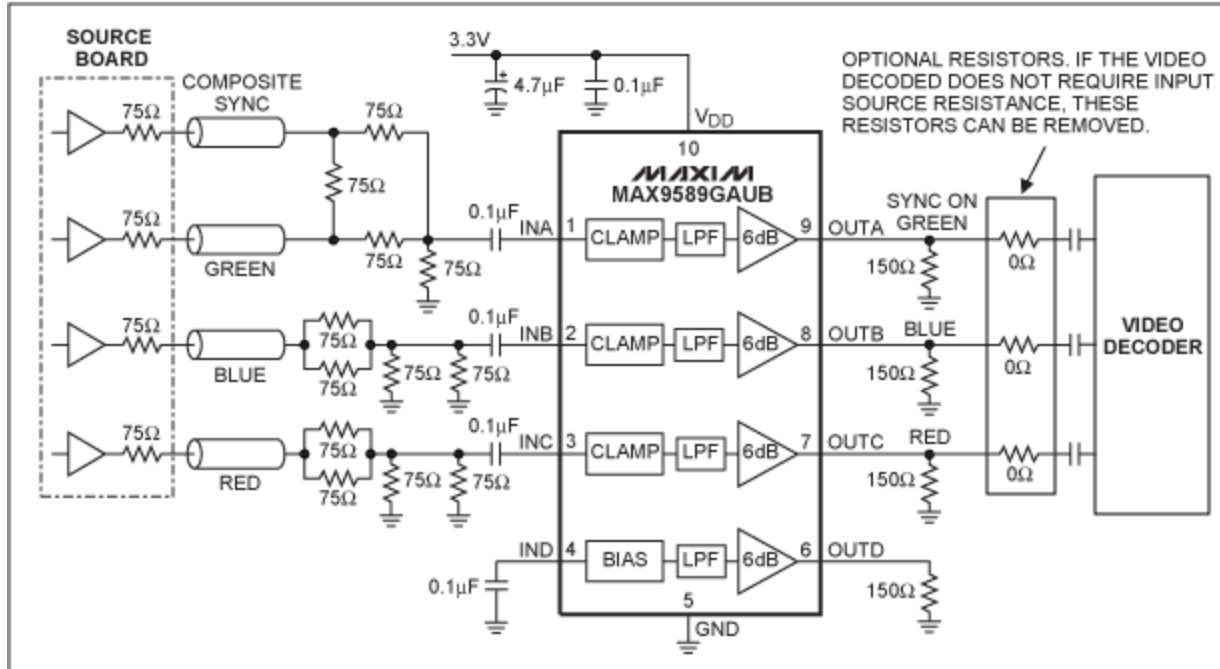 SOURCE
BOARD
COMPOSITE
SYNC
75Ω
75Ω
75Ω
75Ω
GREEN
75Ω
75Ω
0.1µF
INA
3.3V
4.7µF
0.1µF
VDD
10
MAXIM
MAX9589GAUB
1
CLAMP
LPF
6dB
9
OUTA
SYNC ON
GREEN
150Ω
0Ω
OPTIONAL RESISTORS. IF THE VIDEO
DECODED DOES NOT REQUIRE INPUT
SOURCE RESISTANCE, THESE
RESISTORS CAN BE REMOVED.
75Ω
BLUE
75Ω
75Ω
75Ω
75Ω
0.1µF
INB
2
CLAMP
LPF
6dB
8
OUTB
BLUE
150Ω
0Ω
VIDEO
DECODER
75Ω
RED
75Ω
75Ω
75Ω
75Ω
0.1µF
INC
3
CLAMP
LPF
6dB
7
OUTC
RED
150Ω
0Ω
0.1µF
IND
4
BIAS
LPF
6dB
6
OUTD
150Ω
5
GND